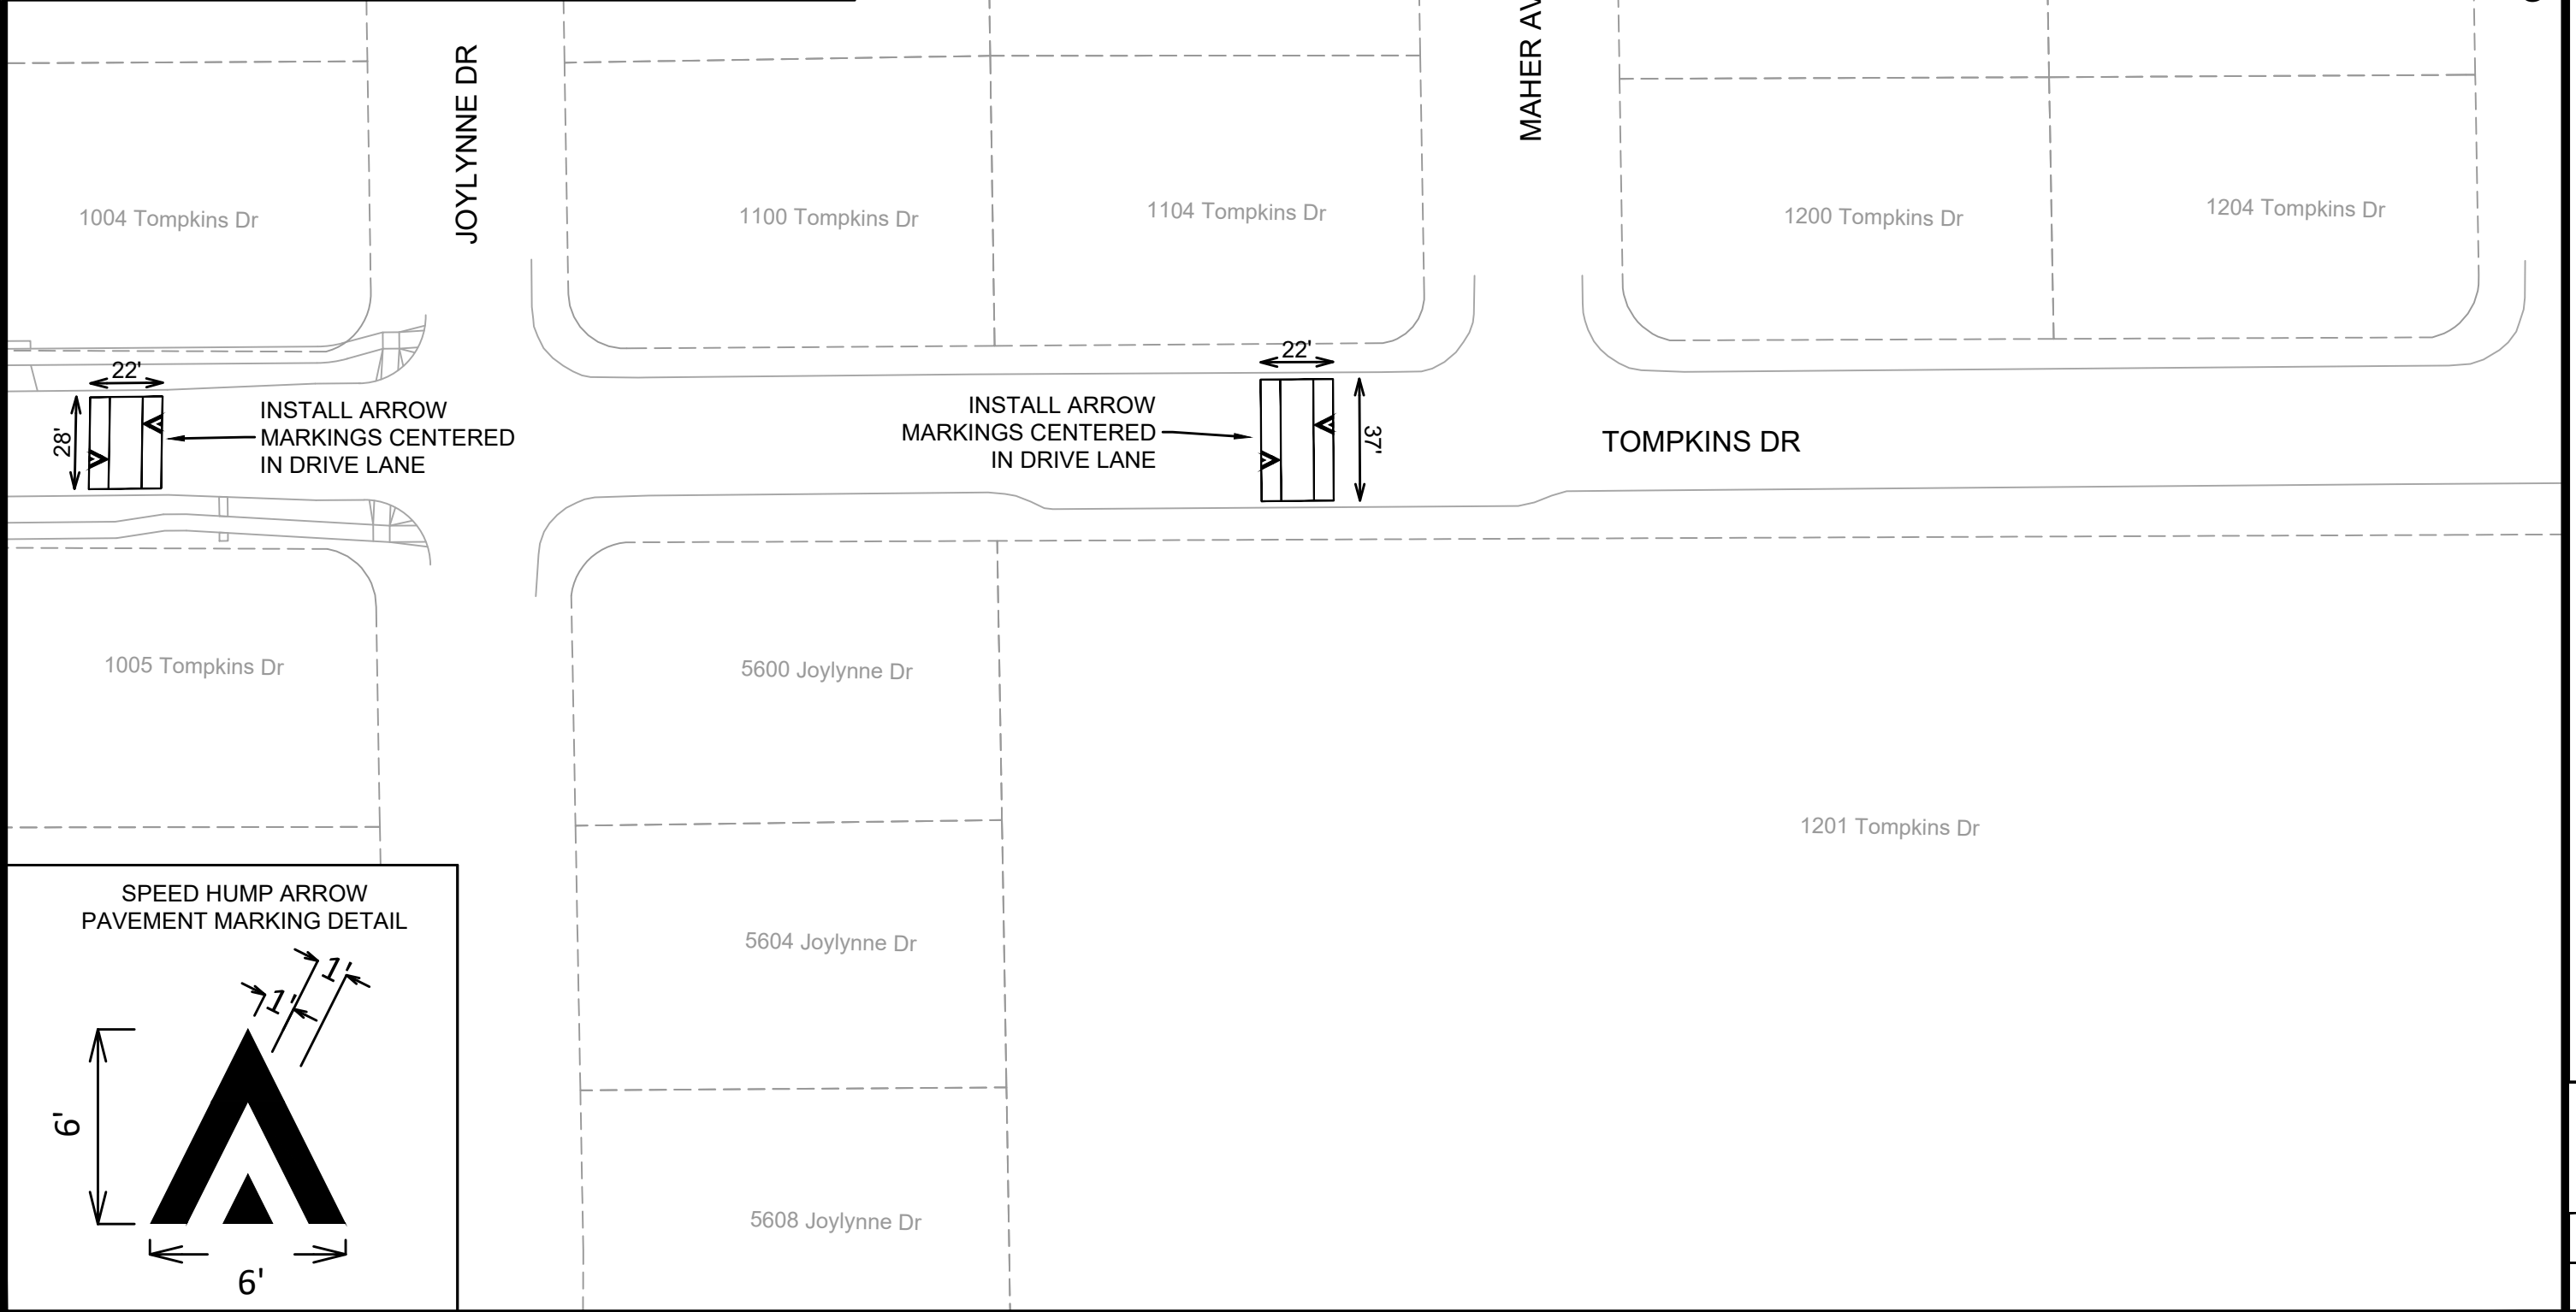 JOYLYNNE DR
MAHER AV
1004 Tompkins Dr
1100 Tompkins Dr
1104 Tompkins Dr
1200 Tompkins Dr
1204 Tompkins Dr
22'
28'
INSTALL ARROW
MARKINGS CENTERED
IN DRIVE LANE
INSTALL ARROW
MARKINGS CENTERED
IN DRIVE LANE
22'
37'
TOMPKINS DR
1005 Tompkins Dr
5600 Joylynne Dr
5604 Joylynne Dr
5608 Joylynne Dr
1201 Tompkins Dr
SPEED HUMP ARROW
PAVEMENT MARKING DETAIL
1'
1'
6'
6'